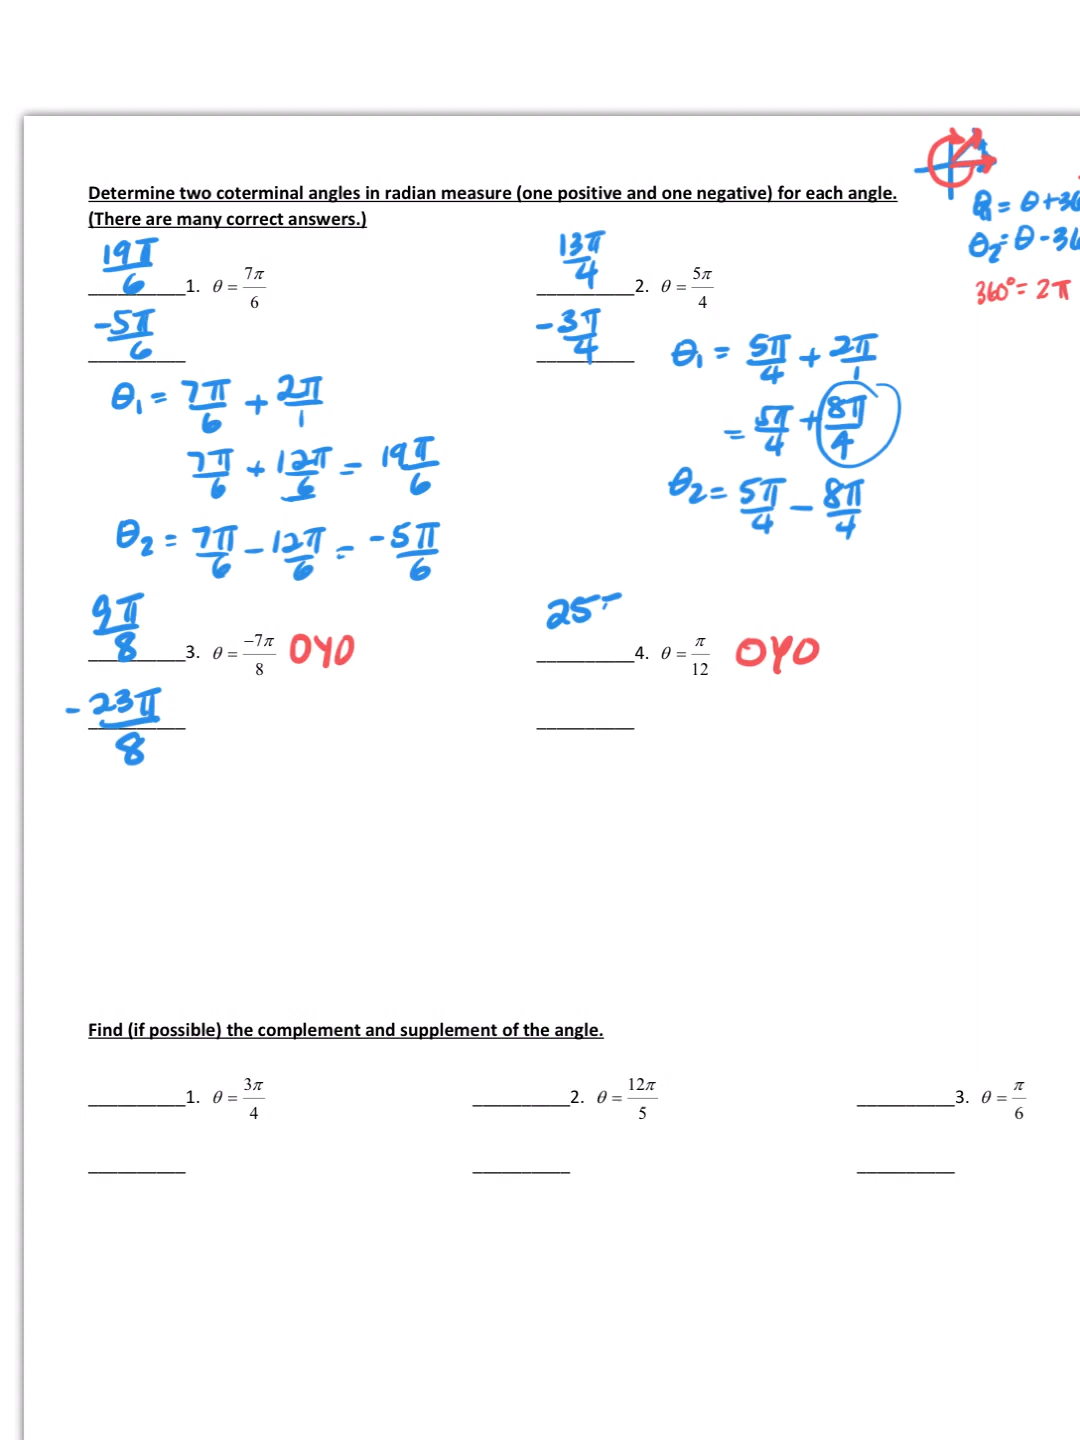 Determine two coterminal angles in radian measure (one positive and one negative) for each angle.
(There are many correct answers.)
θ₁ = θ + 36
θ₂ = θ - 36
360° = 2π
19π/6 1. θ = 7π/6
-5π/6
θ₁ = 7π/6 + 2π/1
7π/6 + 12π/6 = 19π/6
θ₂ = 7π/6 - 12π/6 = -5π/6
13π/4 2. θ = 5π/4
-3π/4
θ₁ = 5π/4 + 2π/1
= 5π/4 + 8π/4
θ₂ = 5π/4 - 8π/4
9π/8 3. θ = -7π/8 OYO
-23π/8
25 4. θ = π/12 OYO
Find (if possible) the complement and supplement of the angle.
1. θ = 3π/4 2. θ = 12π/5 3. θ = π/6